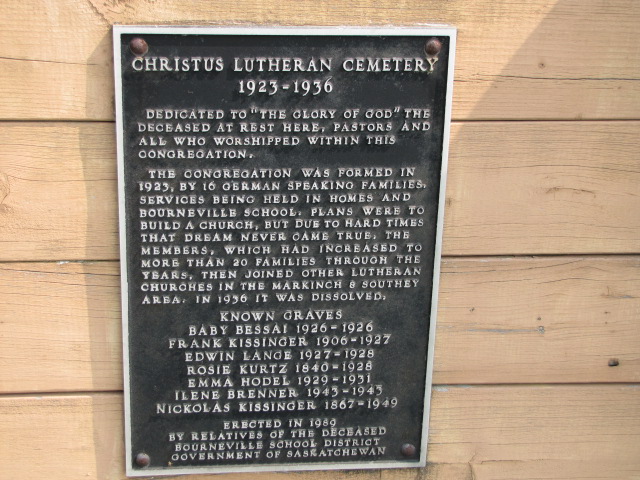 CHRISTUS LUTHERAN CEMETERY
1923-1936
DEDICATED TO "THE GLORY OF GOD" THE
DECEASED AT REST HERE, PASTORS AND
ALL WHO WORSHIPPED WITHIN THIS
CONGREGATION.
THE CONGREGATION WAS FORMED IN
1923, BY 16 GERMAN SPEAKING FAMILIES.
SERVICES BEING HELD IN HOMES AND
BOURNEVILLE SCHOOL. PLANS WERE TO
BUILD A CHURCH, BUT DUE TO HARD TIMES
THAT DREAM NEVER CAME TRUE. THE
MEMBERS, WHICH HAD INCREASED TO
MORE THAN 20 FAMILIES THROUGH THE
YEARS, THEN JOINED OTHER LUTHERAN
CHURCHES IN THE MARKINCH & SOUTHEY
AREA. IN 1936 IT WAS DISSOLVED.
KNOWN GRAVES
BABY BESSAI 1926-1926
FRANK KISSINGER 1906-1927
EDWIN LANGE 1927-1928
ROSIE KURTZ 1840-1928
EMMA HODEL 1929-1931
ILENE BRENNER 1943-1943
NICKOLAS KISSINGER 1867-1949
ERECTED IN 1989
BY RELATIVES OF THE DECEASED
BOURNEVILLE SCHOOL DISTRICT
GOVERNMENT OF SASKATCHEWAN